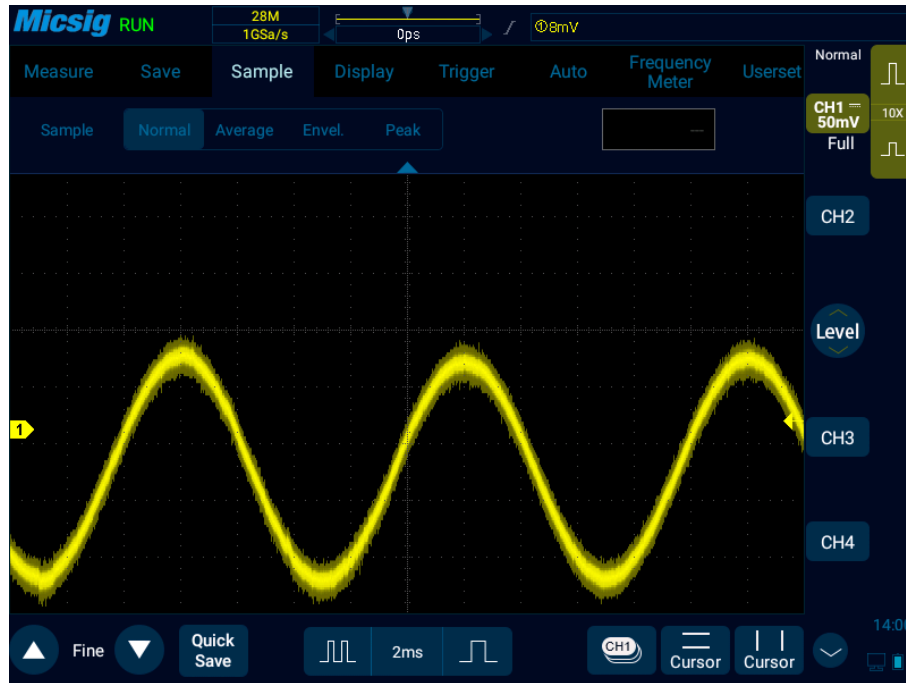 Micsig RUN
28M
1GSa/s
0ps
①8mV
Measure Save Sample Display Trigger Auto Frequency Meter Userset
Normal
Sample Normal Average Envel. Peak ---
CH1
50mV
Full
10X
CH2
1
Level
CH3
CH4
Fine
Quick
Save
2ms
CH1
Cursor
Cursor